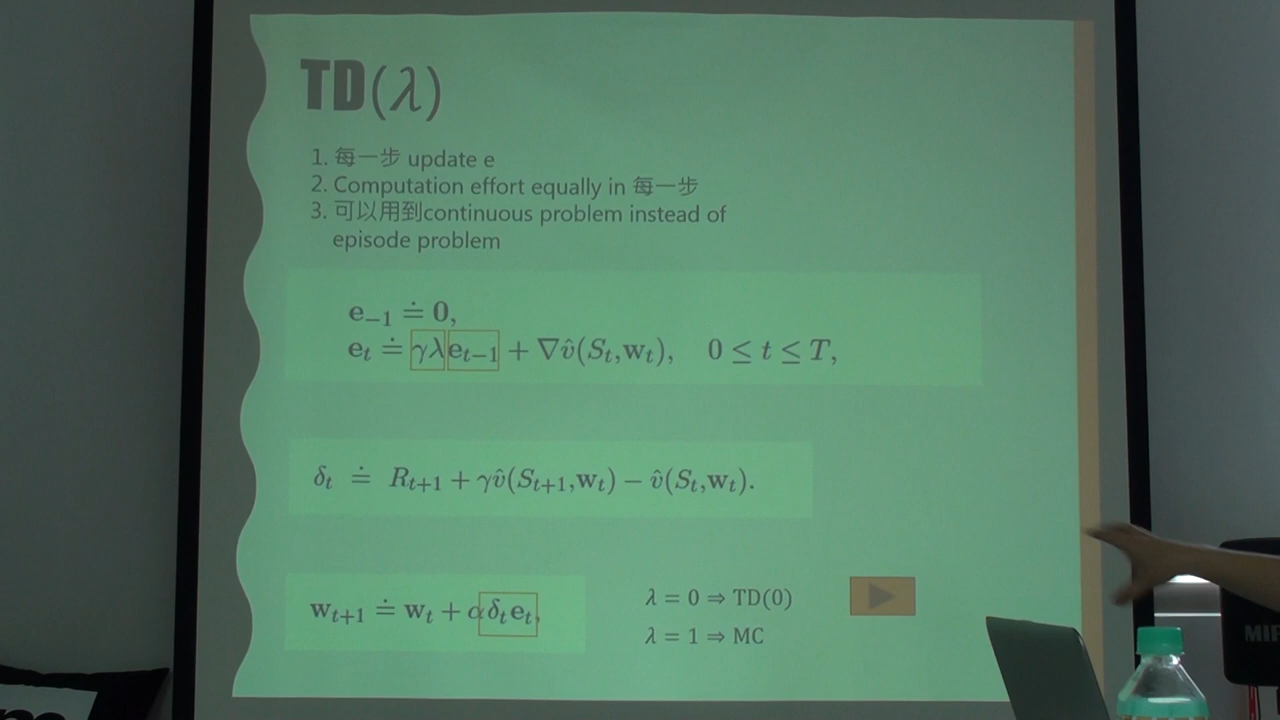 TD(λ)
1. 每一步 update e
2. Computation effort equally in 每一步
3. 可以用到continuous problem instead of
episode problem
e₋₁ ≐ 0,
eₜ ≐ γλeₜ₋₁ + ∇v̂(Sₜ,wₜ), 0 ≤ t ≤ T,
δₜ ≐ Rₜ₊₁ + γv̂(Sₜ₊₁,wₜ) − v̂(Sₜ,wₜ).
wₜ₊₁ ≐ wₜ + αδₜeₜ,
λ = 0 ⇒ TD(0)
λ = 1 ⇒ MC